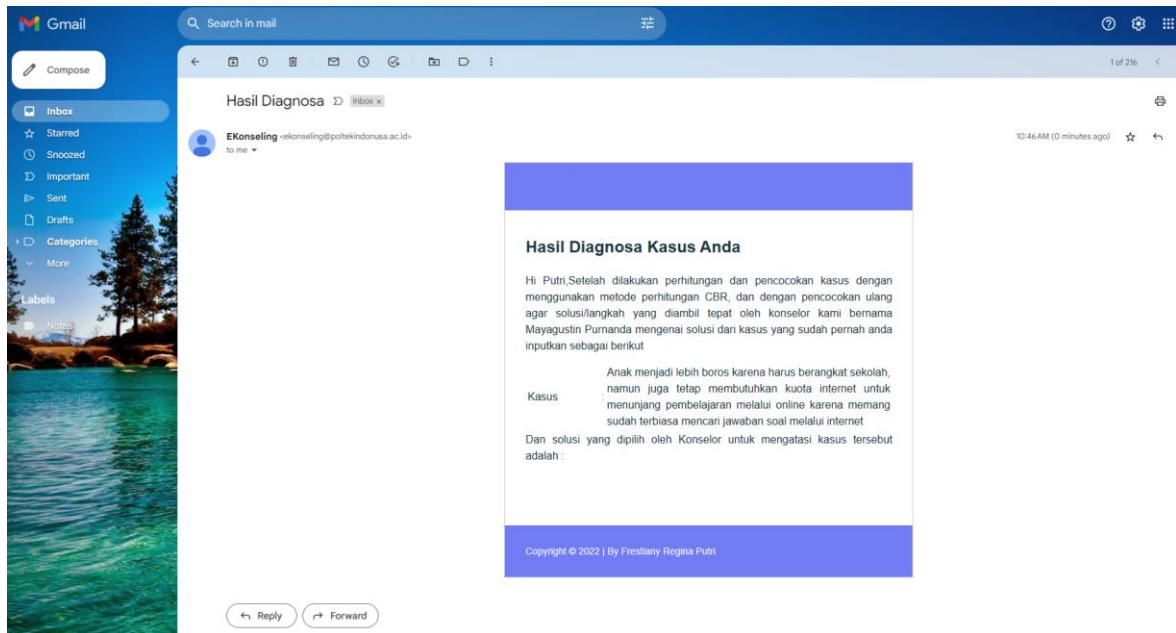 Gmail
Search in mail
Compose
1 of 216
Inbox
Starred
Snoozed
Important
Sent
Drafts
Categories
More
Labels
Notes
Hasil Diagnosa Inbox x
EKonseling <ekonseling@poltekindonusa.ac.id>
10:46 AM (0 minutes ago)
to me
Hasil Diagnosa Kasus Anda
Hi Putri,Setelah dilakukan perhitungan dan pencocokan kasus dengan
menggunakan metode perhitungan CBR, dan dengan pencocokan ulang
agar solusi/langkah yang diambil tepat oleh konselor kami bernama
Mayagustin Purnanda mengenai solusi dari kasus yang sudah pernah anda
inputkan sebagai berikut
Kasus :
Anak menjadi lebih boros karena harus berangkat sekolah,
namun juga tetap membutuhkan kuota internet untuk
menunjang pembelajaran melalui online karena memang
sudah terbiasa mencari jawaban soal melalui internet
Dan solusi yang dipilih oleh Konselor untuk mengatasi kasus tersebut
adalah :
Copyright © 2022 | By Frestiany Regina Putri
Reply
Forward